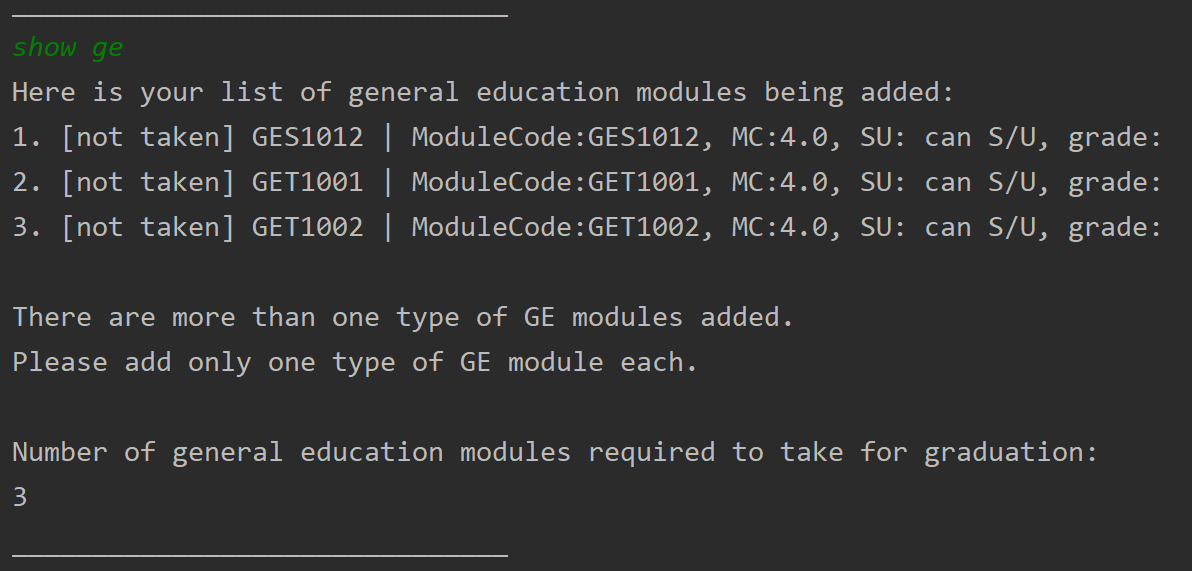 show ge
Here is your list of general education modules being added:
1. [not taken] GES1012 | ModuleCode:GES1012, MC:4.0, SU: can S/U, grade:
2. [not taken] GET1001 | ModuleCode:GET1001, MC:4.0, SU: can S/U, grade:
3. [not taken] GET1002 | ModuleCode:GET1002, MC:4.0, SU: can S/U, grade:
There are more than one type of GE modules added.
Please add only one type of GE module each.
Number of general education modules required to take for graduation:
3